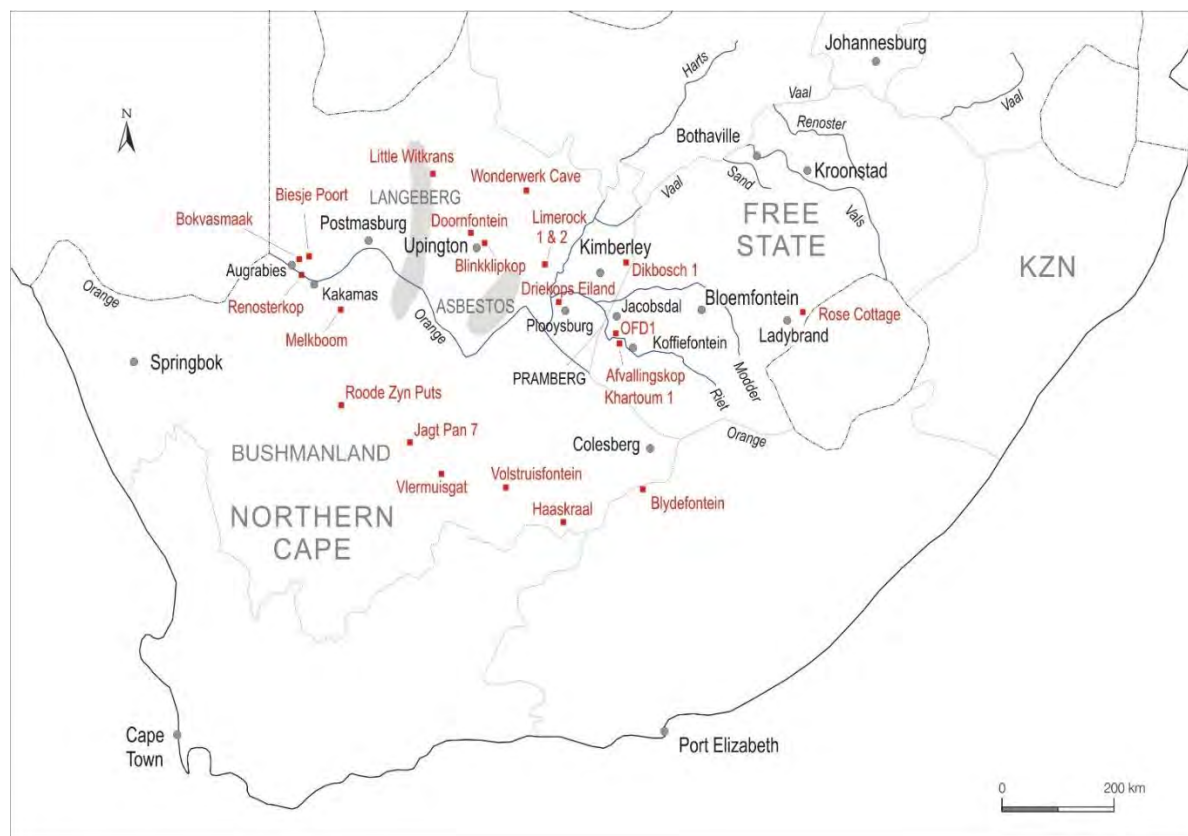 Johannesburg
Harts
Vaal
Vaal
Renoster
Bothaville
Kroonstad
Sand
Vals
Vaal
N
Little Witkrans
Wonderwerk Cave
LANGEBERG
Biesje Poort
Bokvasmaak
Postmasburg
Doornfontein
Upington
Limerock
1 & 2
Kimberley
FREE
STATE
KZN
Augrabies
Blinkklipkop
Dikbosch 1
Orange
Renosterkop
Kakamas
ASBESTOS
Driekops Eiland
Plooysburg
Jacobsdal
Bloemfontein
Rose Cottage
Ladybrand
Melkboom
Orange
OFD1
Koffiefontein
Springbok
PRAMBERG
Afvallingskop
Khartoum 1
Riet
Modder
Roode Zyn Puts
Orange
Jagt Pan 7
BUSHMANLAND
Colesberg
Vlermuisgat
Volstruisfontein
Blydefontein
NORTHERN
CAPE
Haaskraal
Cape
Town
Port Elizabeth
0
200 km